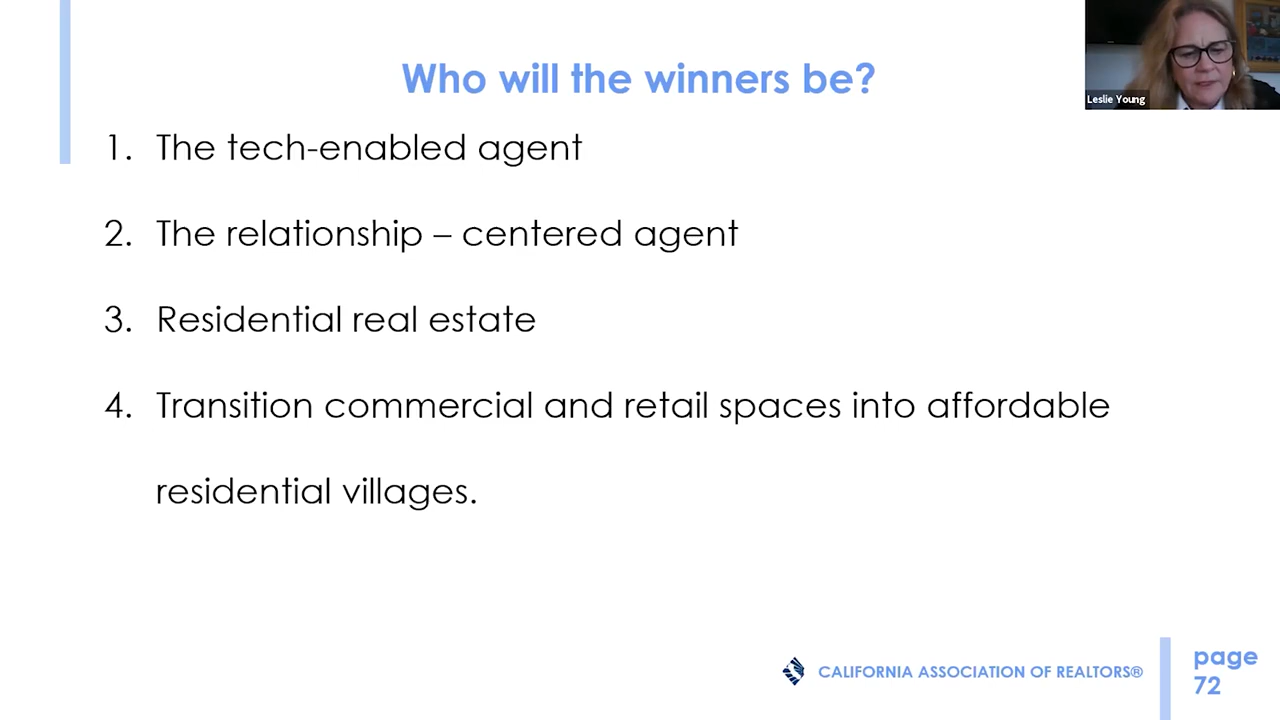 Who will the winners be?
Leslie Young
1. The tech-enabled agent
2. The relationship – centered agent
3. Residential real estate
4. Transition commercial and retail spaces into affordable
residential villages.
CALIFORNIA ASSOCIATION OF REALTORS®
page
72